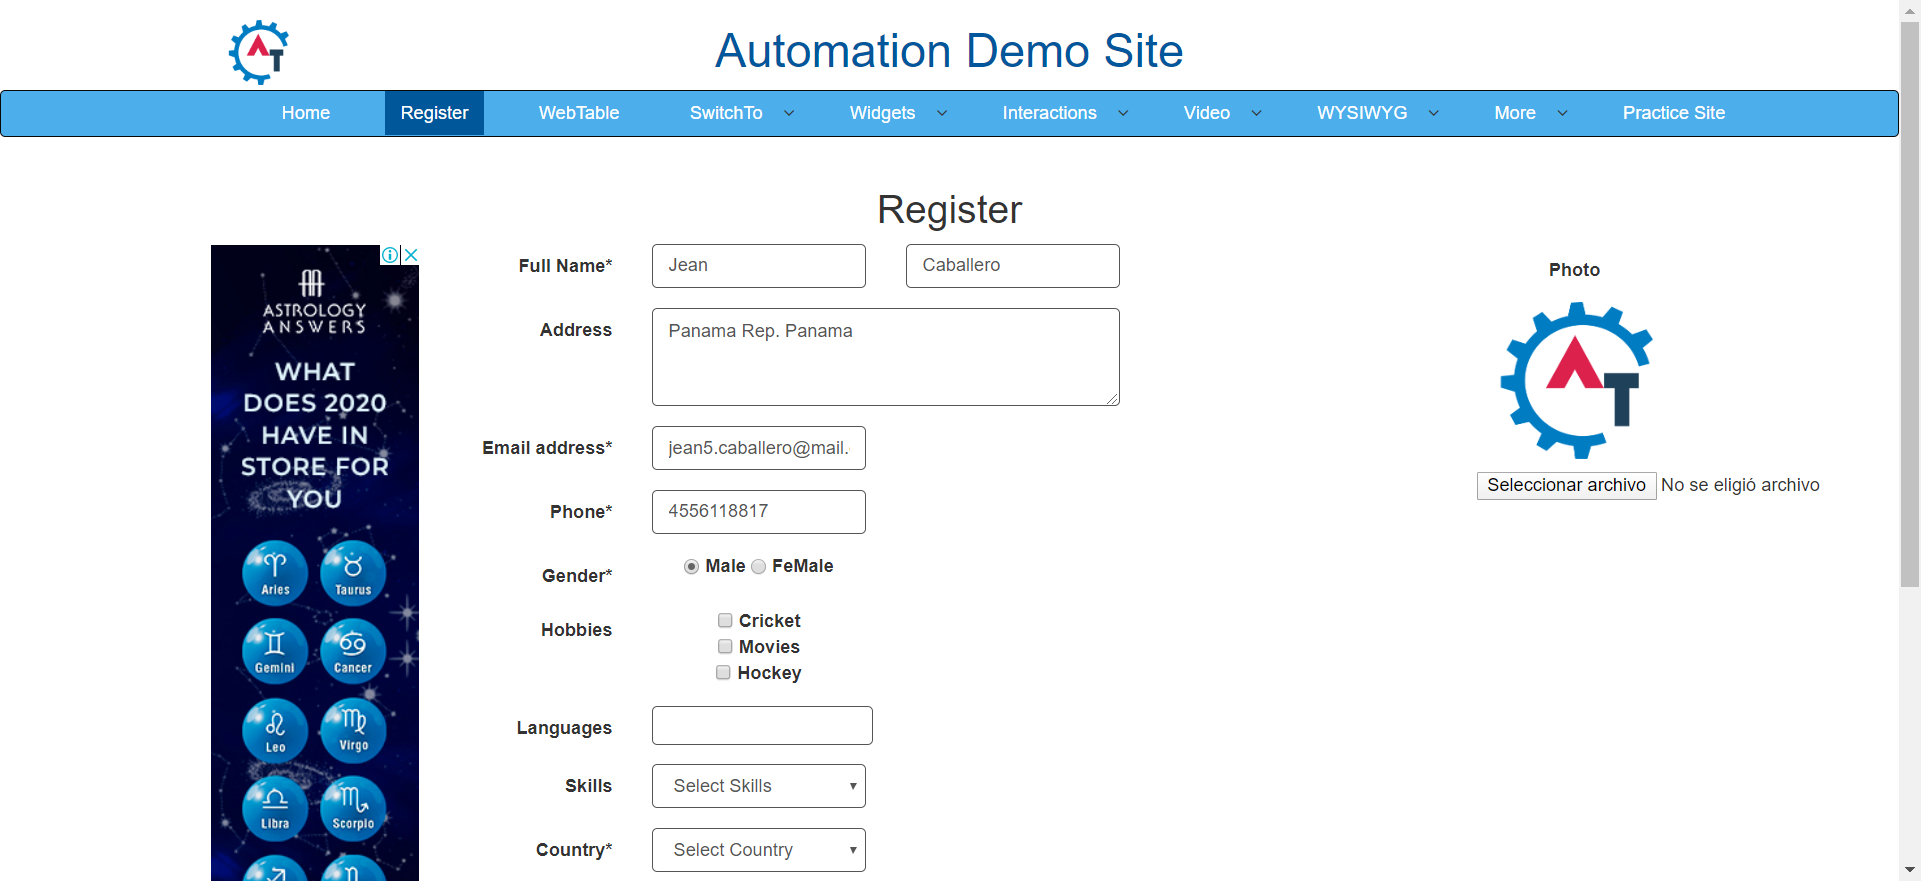 Automation Demo Site
Home Register WebTable SwitchTo Widgets Interactions Video WYSIWYG More Practice Site
Register
ASTROLOGY
ANSWERS
WHAT
DOES 2020
HAVE IN
STORE FOR
YOU
Aries Taurus
Gemini Cancer
Leo Virgo
Libra Scorpio
Full Name* Jean Caballero
Address Panama Rep. Panama
Email address* jean5.caballero@mail.
Phone* 4556118817
Gender* Male FeMale
Hobbies Cricket
Movies
Hockey
Languages
Skills Select Skills
Country* Select Country
Photo
AT
Seleccionar archivo No se eligió archivo